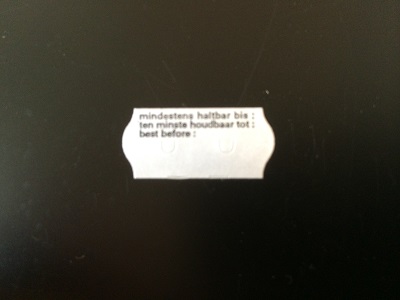 mindestens haltbar bis :
ten minste houdbaar tot :
best before :